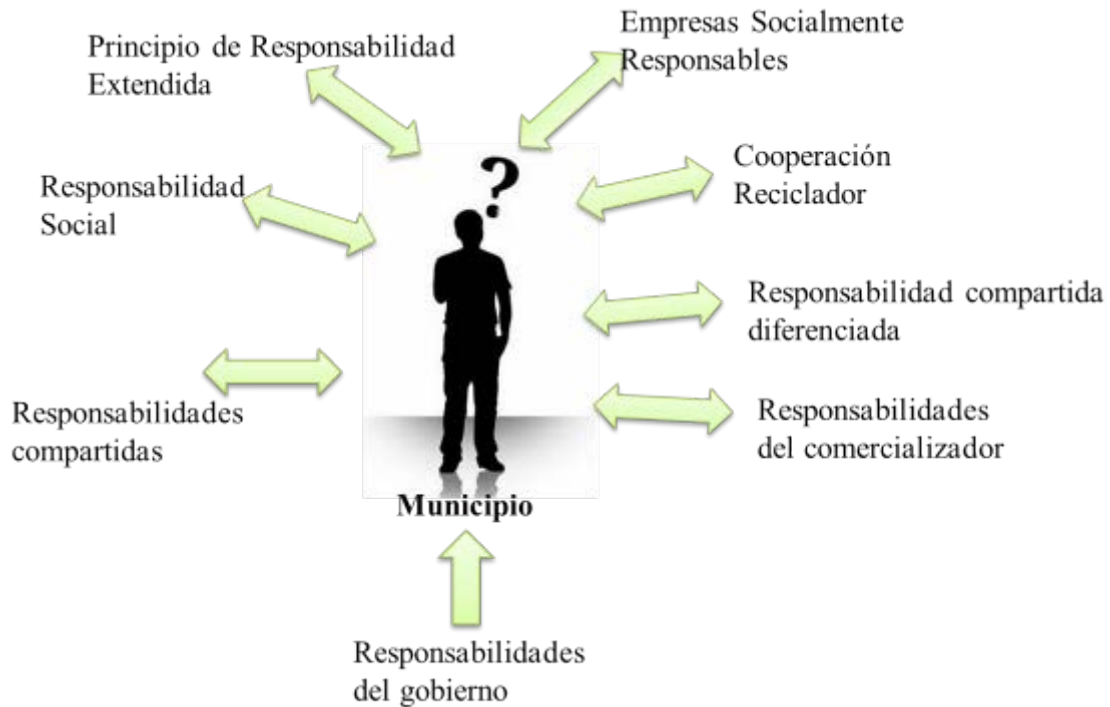 Empresas Socialmente
Responsables
Principio de Responsabilidad
Extendida
Cooperación
Reciclador
Responsabilidad
Social
Responsabilidad compartida
diferenciada
Responsabilidades
compartidas
Responsabilidades
del comercializador
?
Municipio
Responsabilidades
del gobierno